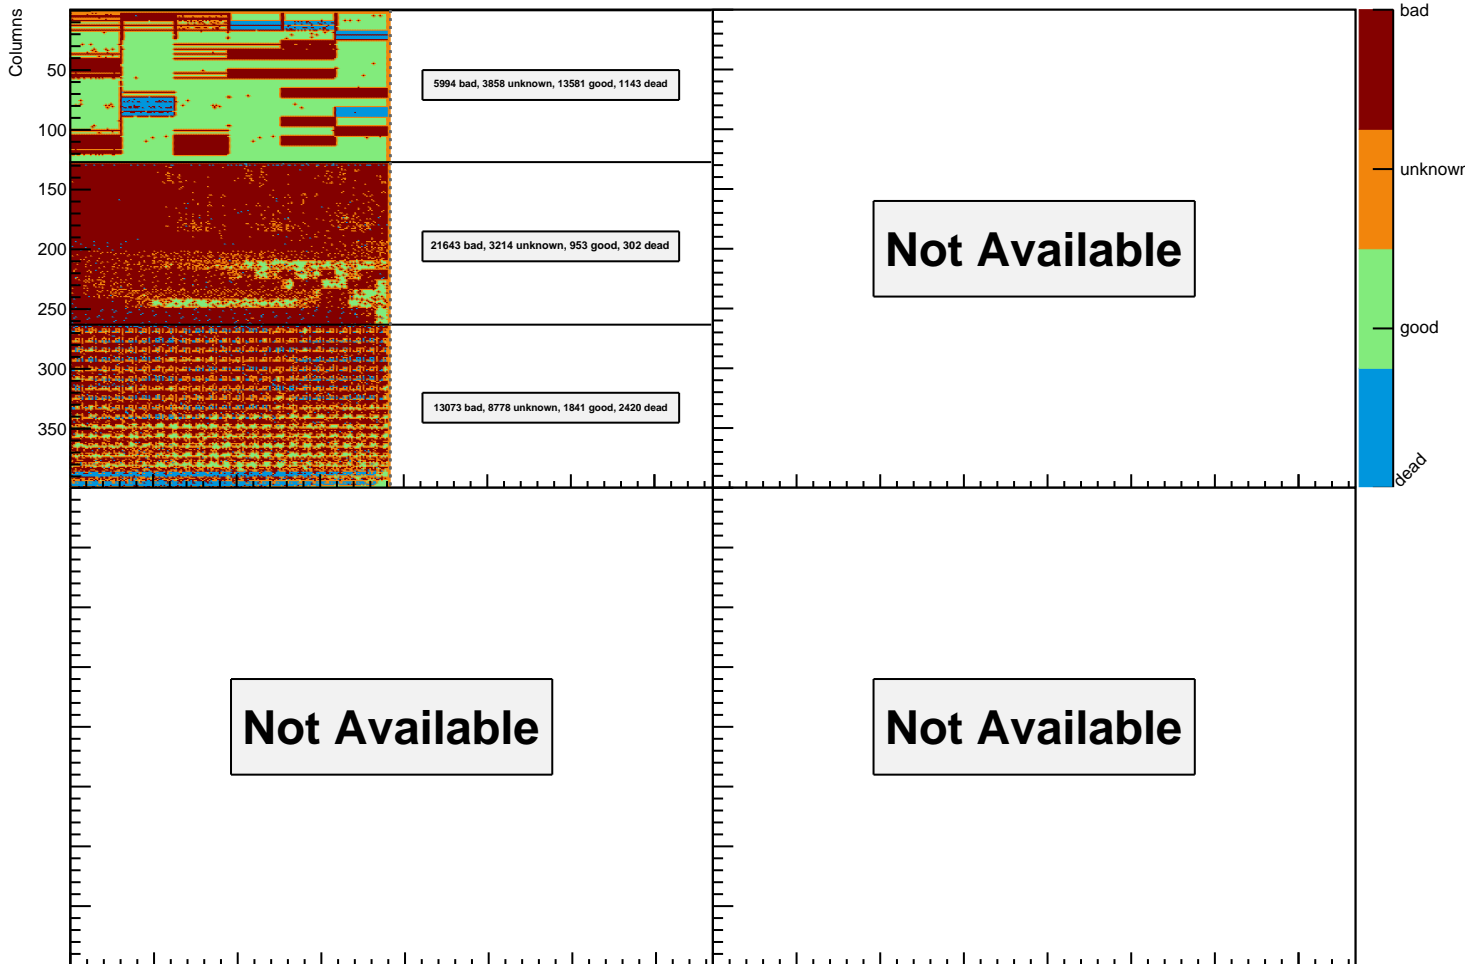 Columns
50
100
150
200
250
300
350
5994 bad, 3858 unknown, 13581 good, 1143 dead
21643 bad, 3214 unknown, 953 good, 302 dead
13073 bad, 8778 unknown, 1841 good, 2420 dead
Not Available
bad
unknown
good
dead
Not Available
Not Available